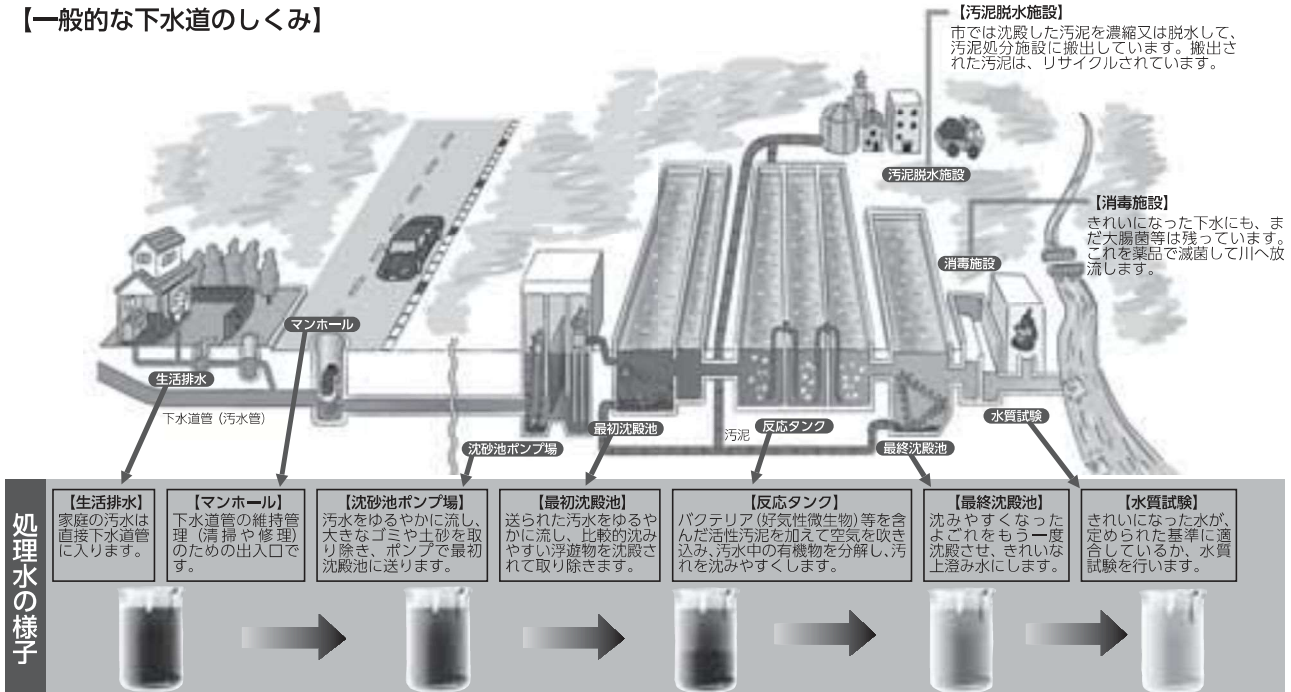 【一般的な下水道のしくみ】
【汚泥脱水施設】
市では沈殿した汚泥を濃縮又は脱水して、
汚泥処分施設に搬出しています。搬出さ
れた汚泥は、リサイクルされています。
汚泥脱水施設
【消毒施設】
きれいになった下水にも、ま
だ大腸菌等は残っています。
これを薬品で滅菌して川へ放
流します。
消毒施設
マンホール
生活排水
下水道管（汚水管）
沈砂池ポンプ場
最初沈殿池
汚泥
反応タンク
最終沈殿池
水質試験
処理水の様子
【生活排水】
家庭の汚水は
直接下水道管
に入ります。
【マンホール】
下水道管の維持管
理（清掃や修理）
のための出入口で
す。
【沈砂池ポンプ場】
汚水をゆるやかに流し、
大きなゴミや土砂を取
り除き、ポンプで最初
沈殿池に送ります。
【最初沈殿池】
送られた汚水をゆるや
かに流し、比較的沈み
やすい浮遊物を沈殿さ
れて取り除きます。
【反応タンク】
バクテリア（好気性微生物）等を含
んだ活性汚泥を加えて空気を吹き
込み、汚水中の有機物を分解し、汚
れを沈みやすくします。
【最終沈殿池】
沈みやすくなった
よごれをもう一度
沈殿させ、きれいな
上澄み水にします。
【水質試験】
きれいになった水が、
定められた基準に適
合しているか、水質
試験を行います。